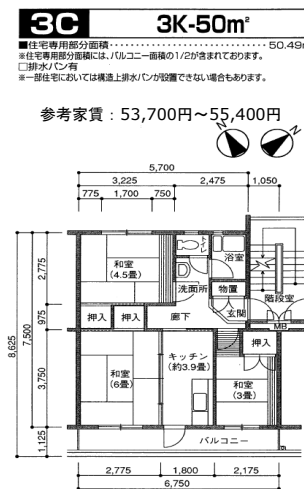 3C 3K-50m²
■住宅専用部分面積……………………50.49㎡
※住宅専用部分面積には、バルコニー面積の1/2が含まれております。
□排水パン有
※一部住宅においては構造上排水パンが設置できない場合もあります。
参考家賃：53,700円～55,400円
N N
5,700
3,225 2,475 1,050
775 1,700 750
トイレ
浴室
和室
(4.5畳)
洗面所
物置
階段室
押入 押入
廊下
玄関
MB
押入
和室
(6畳)
キッチン
(約3.9畳)
和室
(3畳)
バルコニー
8,625
7,500
2,775
975
3,750
1,125
2,775 1,800 2,175
6,750